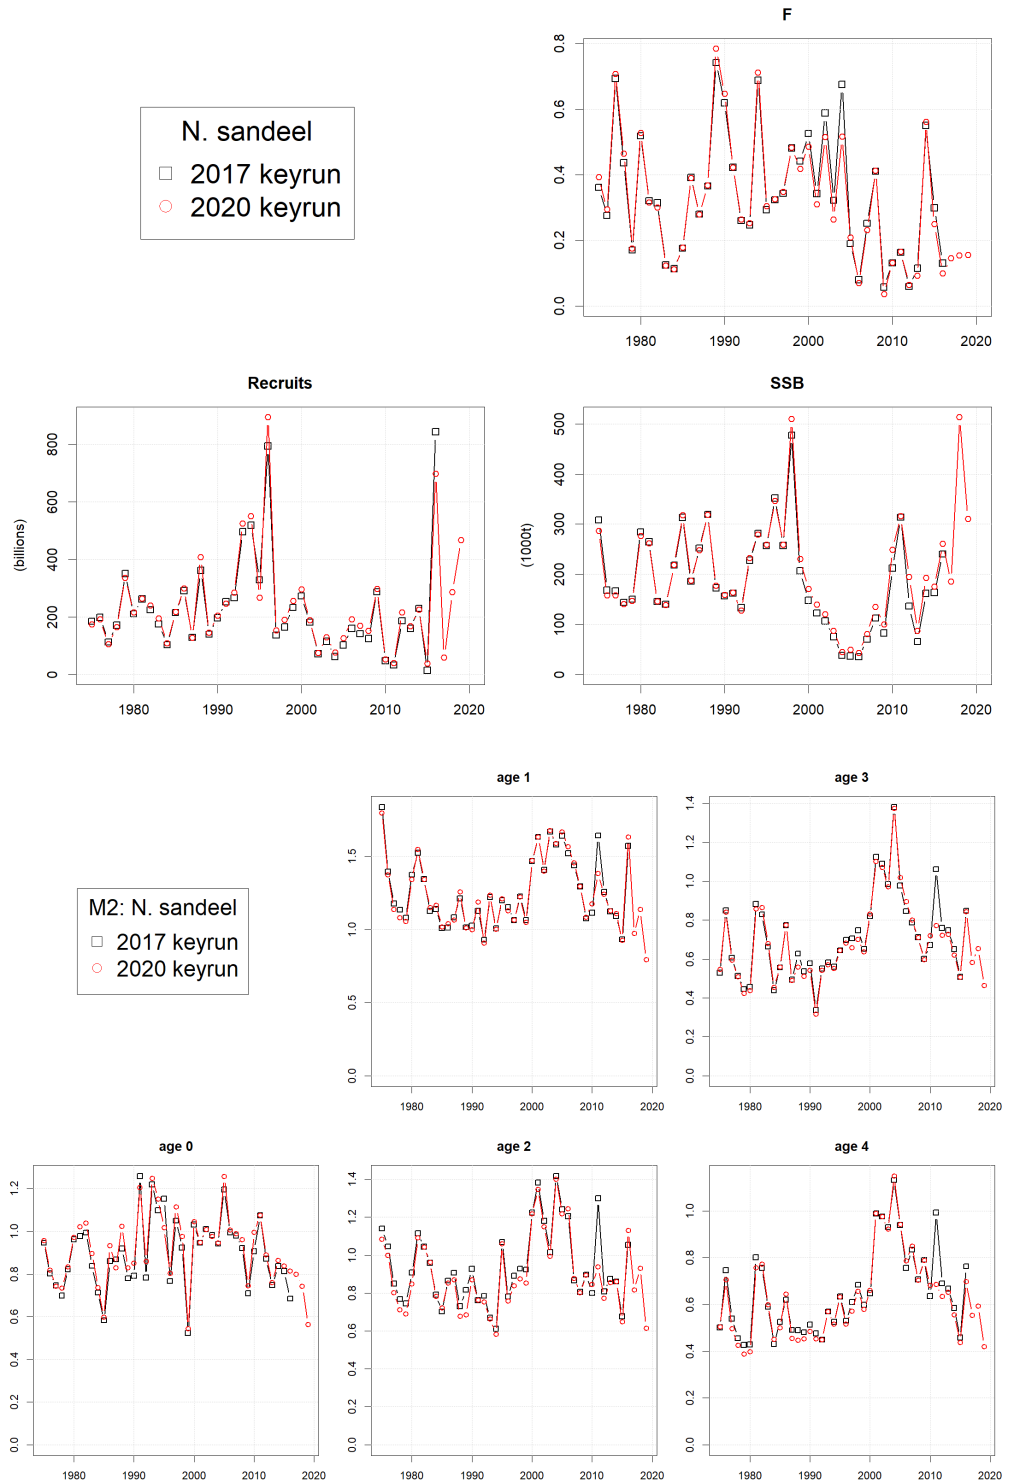 F
N. sandeel
2017 keyrun
2020 keyrun
0.0 0.2 0.4 0.6 0.8
1980 1990 2000 2010 2020
Recruits
(billions)
0 200 400 600 800
1980 1990 2000 2010 2020
SSB
(1000t)
0 100 200 300 400 500
1980 1990 2000 2010 2020
M2: N. sandeel
2017 keyrun
2020 keyrun
age 1
0.0 0.5 1.0 1.5
1980 1990 2000 2010 2020
age 3
0.0 0.2 0.4 0.6 0.8 1.0 1.2 1.4
1980 1990 2000 2010 2020
age 0
0.0 0.2 0.4 0.6 0.8 1.0 1.2
1980 1990 2000 2010 2020
age 2
0.0 0.2 0.4 0.6 0.8 1.0 1.2 1.4
1980 1990 2000 2010 2020
age 4
0.0 0.2 0.4 0.6 0.8 1.0
1980 1990 2000 2010 2020